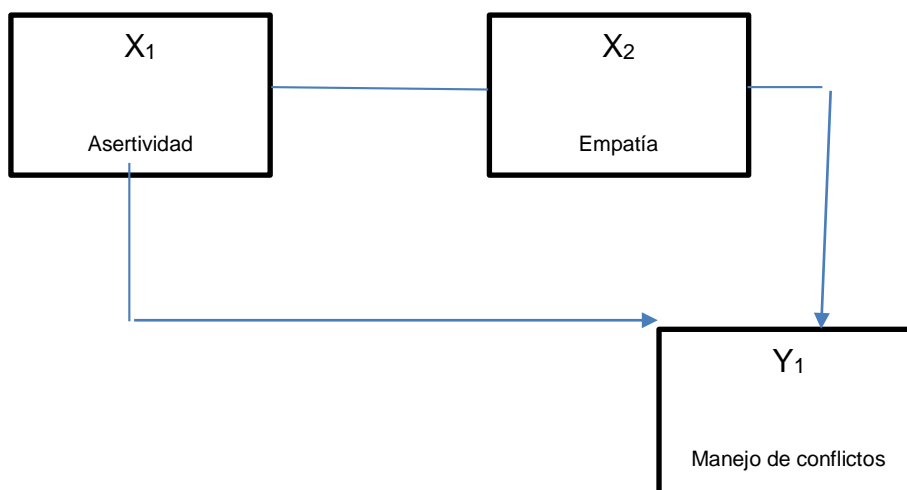 X₁
Asertividad
X₂
Empatía
Y₁
Manejo de conflictos